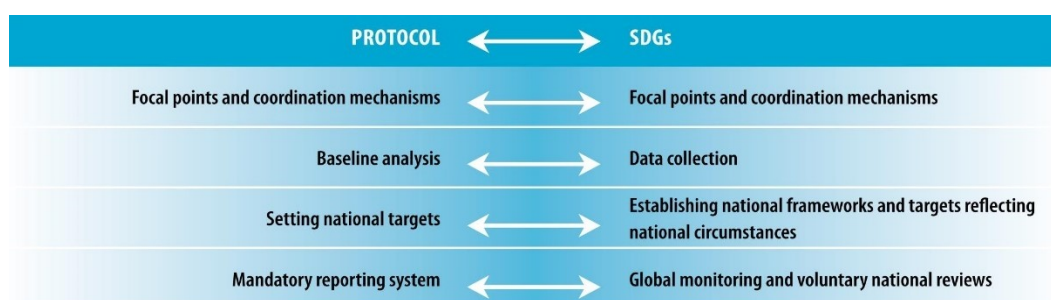 PROTOCOL SDGs
Focal points and coordination mechanisms Focal points and coordination mechanisms
Baseline analysis Data collection
Setting national targets Establishing national frameworks and targets reflecting
national circumstances
Mandatory reporting system Global monitoring and voluntary national reviews